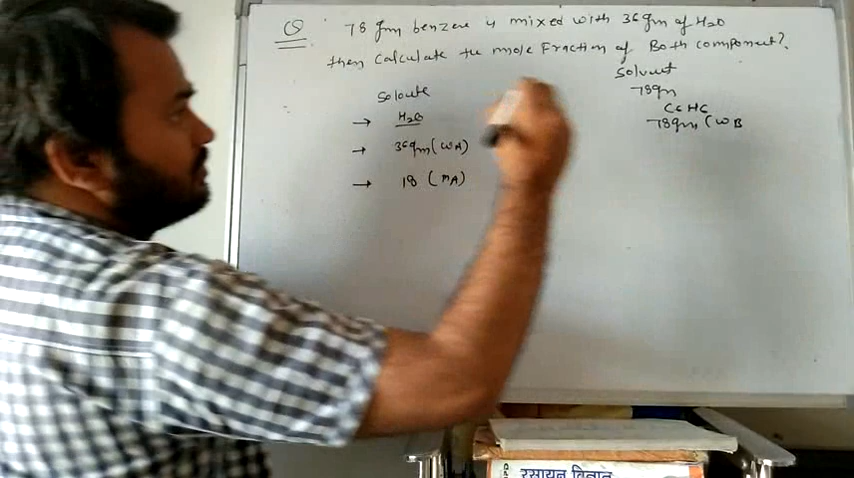 Q 78 gm benzene is mixed with 36 gm of H2O
then Calculate the mole Fraction of Both component?
Soloute
→ H2O
→ 36gm (WA)
→ 18 (MA)
Solvent
78gm
C6H6
78gm (WB
रसायन विज्ञान